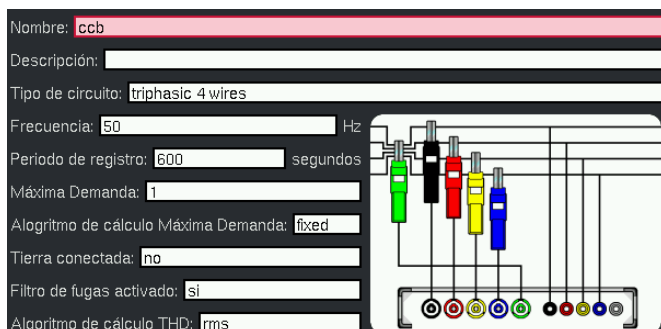 Nombre: ccb
Descripción:
Tipo de circuito: triphasic 4 wires
Frecuencia: 50 Hz
Periodo de registro: 600 segundos
Máxima Demanda: 1
Alogritmo de cálculo Máxima Demanda: fixed
Tierra conectada: no
Filtro de fugas activado: si
Algoritmo de cálculo THD: rms